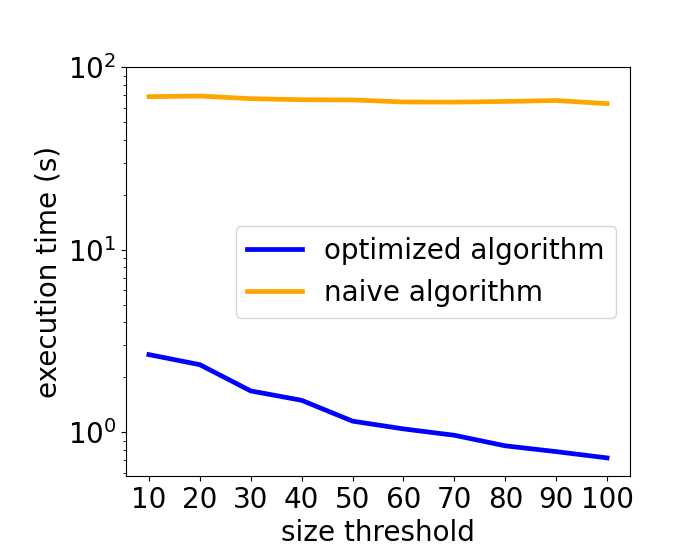 10²
10¹
10⁰
execution time (s)
optimized algorithm
naive algorithm
10 20 30 40 50 60 70 80 90 100
size threshold